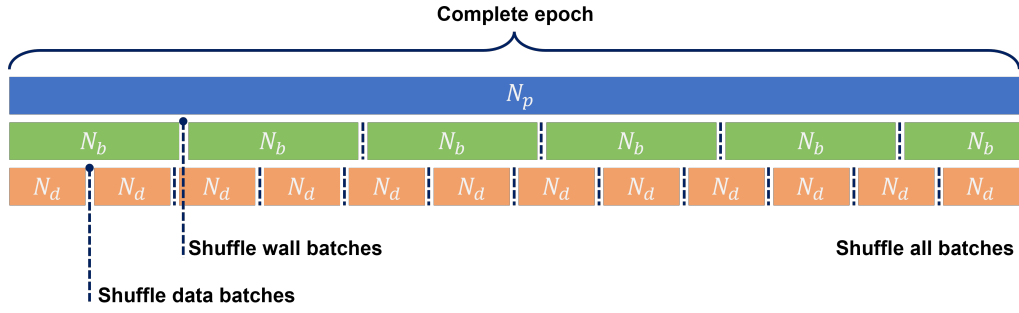 Complete epoch
N_p
N_b N_b N_b N_b N_b N_b
N_d N_d N_d N_d N_d N_d N_d N_d N_d N_d N_d N_d
Shuffle wall batches Shuffle all batches
Shuffle data batches